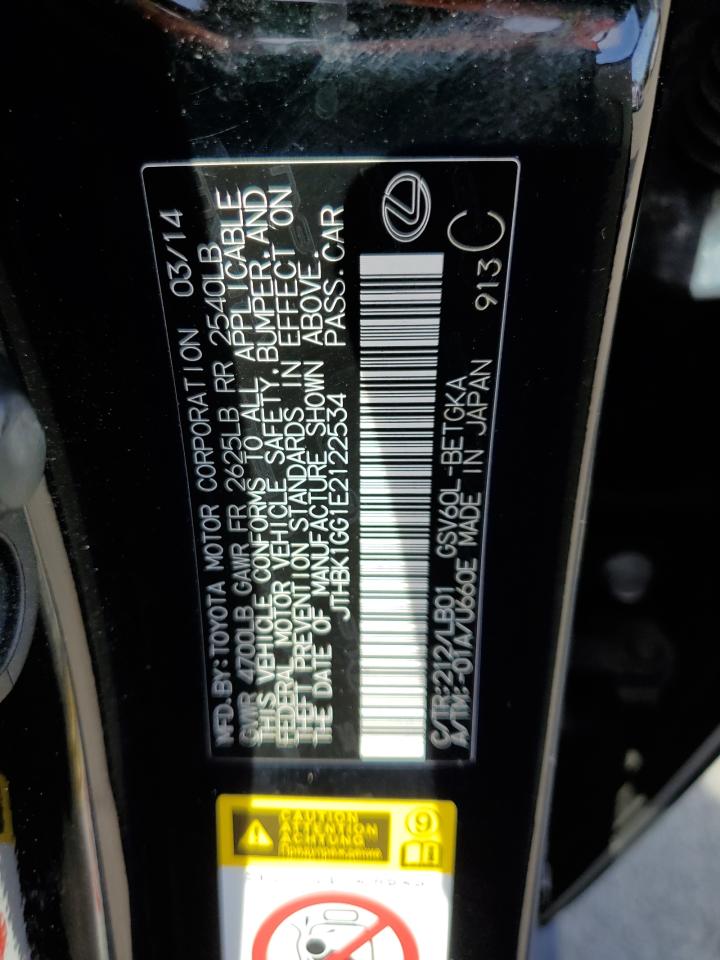 MFD.BY:TOYOTA MOTOR CORPORATION 03/14
GVWR 4700LB GAWR FR 2625LB RR 2540LB
THIS VEHICLE CONFORMS TO ALL APPLICABLE
FEDERAL MOTOR VEHICLE SAFETY, BUMPER, AND
THEFT PREVENTION STANDARDS IN EFFECT ON
THE DATE OF MANUFACTURE SHOWN ABOVE.
JTHBK1GG1E2122534 PASS.CAR
C/TR:212/LB01 GSV60L-BETGKA
A/TM:-01A/U660E MADE IN JAPAN 913 C
CAUTION
ATTENTION
ACHTUNG
Предупреждение
9